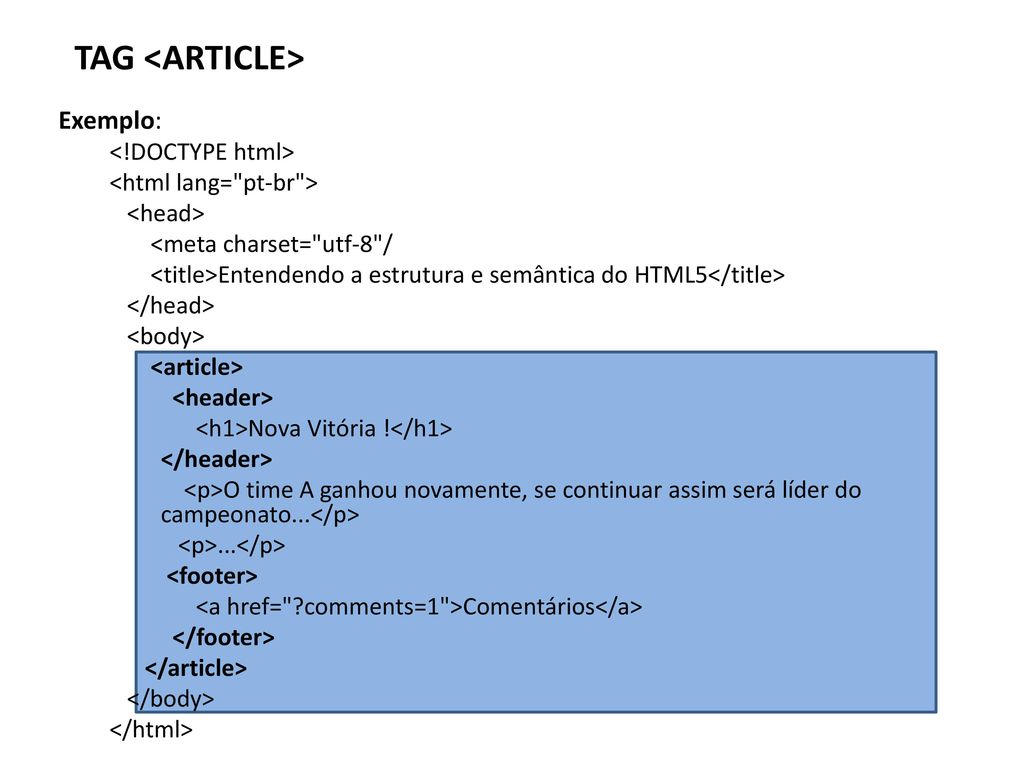 TAG <ARTICLE>
Exemplo:
<!DOCTYPE html>
<html lang="pt-br">
<head>
<meta charset="utf-8"/
<title>Entendendo a estrutura e semântica do HTML5</title>
</head>
<body>
<article>
<header>
<h1>Nova Vitória !</h1>
</header>
<p>O time A ganhou novamente, se continuar assim será líder do
campeonato...</p>
<p>...</p>
<footer>
<a href="?comments=1">Comentários</a>
</footer>
</article>
</body>
</html>